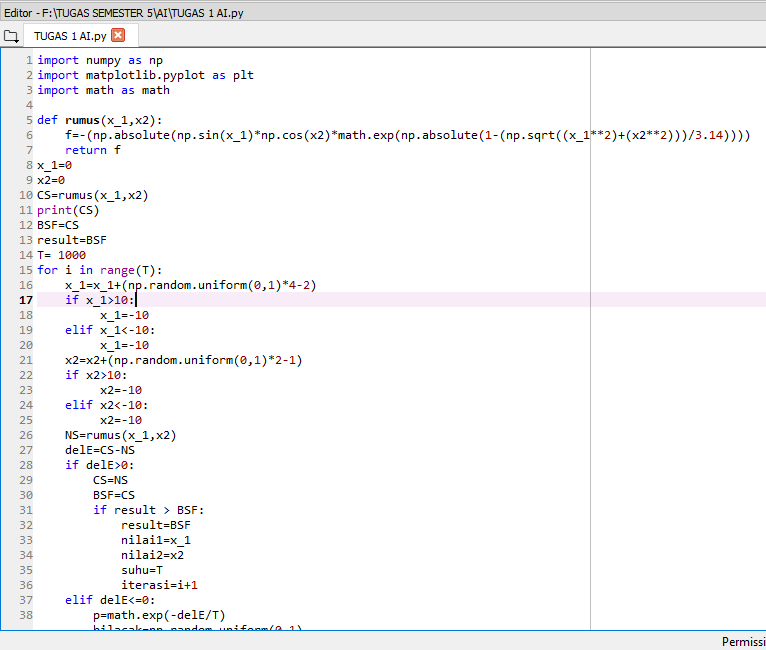 Editor - F:\TUGAS SEMESTER 5\AI\TUGAS 1 AI.py
TUGAS 1 AI.py
1 import numpy as np
2 import matplotlib.pyplot as plt
3 import math as math
4
5 def rumus(x_1,x2):
6     f=-(np.absolute(np.sin(x_1)*np.cos(x2)*math.exp(np.absolute(1-(np.sqrt((x_1**2)+(x2**2)))/3.14))))
7     return f
8 x_1=0
9 x2=0
10 CS=rumus(x_1,x2)
11 print(CS)
12 BSF=CS
13 result=BSF
14 T= 1000
15 for i in range(T):
16     x_1=x_1+(np.random.uniform(0,1)*4-2)
17     if x_1>10:
18          x_1=-10
19     elif x_1<-10:
20          x_1=-10
21     x2=x2+(np.random.uniform(0,1)*2-1)
22     if x2>10:
23          x2=-10
24     elif x2<-10:
25          x2=-10
26     NS=rumus(x_1,x2)
27     delE=CS-NS
28     if delE>0:
29         CS=NS
30         BSF=CS
31         if result > BSF:
32             result=BSF
33             nilai1=x_1
34             nilai2=x2
35             suhu=T
36             iterasi=i+1
37     elif delE<=0:
38         p=math.exp(-delE/T)
Permissi